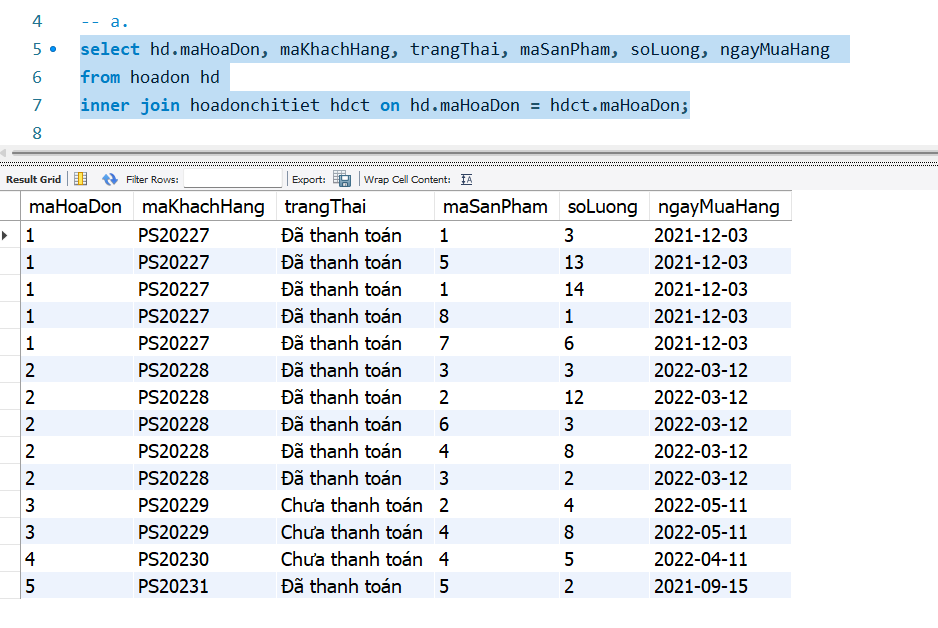 4 -- a.
5 select hd.maHoaDon, maKhachHang, trangThai, maSanPham, soLuong, ngayMuaHang
6 from hoadon hd
7 inner join hoadonchitiet hdct on hd.maHoaDon = hdct.maHoaDon;
8
Result Grid Filter Rows: Export: Wrap Cell Content: IA
maHoaDon maKhachHang trangThai maSanPham soLuong ngayMuaHang
1 PS20227 Đã thanh toán 1 3 2021-12-03
1 PS20227 Đã thanh toán 5 13 2021-12-03
1 PS20227 Đã thanh toán 1 14 2021-12-03
1 PS20227 Đã thanh toán 8 1 2021-12-03
1 PS20227 Đã thanh toán 7 6 2021-12-03
2 PS20228 Đã thanh toán 3 3 2022-03-12
2 PS20228 Đã thanh toán 2 12 2022-03-12
2 PS20228 Đã thanh toán 6 3 2022-03-12
2 PS20228 Đã thanh toán 4 8 2022-03-12
2 PS20228 Đã thanh toán 3 2 2022-03-12
3 PS20229 Chưa thanh toán 2 4 2022-05-11
3 PS20229 Chưa thanh toán 4 8 2022-05-11
4 PS20230 Chưa thanh toán 4 5 2022-04-11
5 PS20231 Đã thanh toán 5 2 2021-09-15